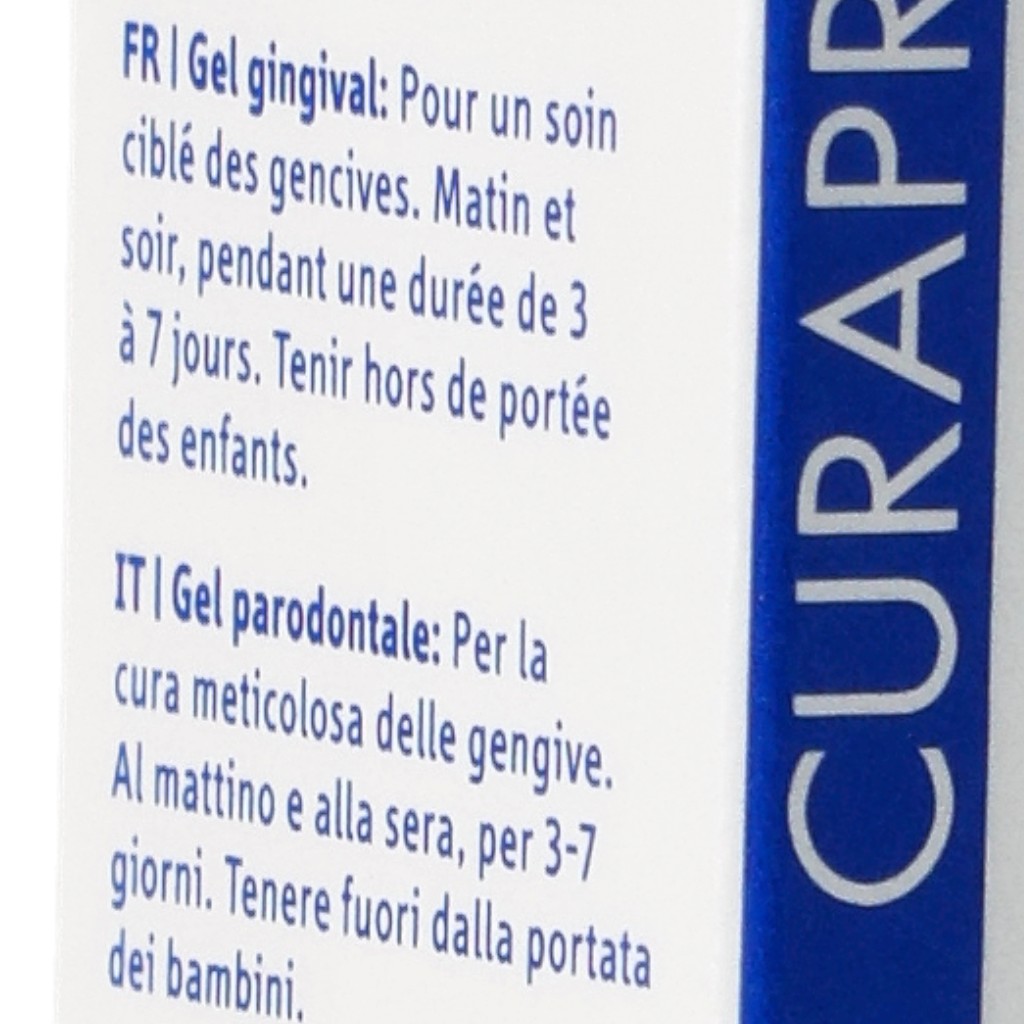 FR | Gel gingival: Pour un soin
ciblé des gencives. Matin et
soir, pendant une durée de 3
à 7 jours. Tenir hors de portée
des enfants.
IT | Gel parodontale: Per la
cura meticolosa delle gengive.
Al mattino e alla sera, per 3-7
giorni. Tenere fuori dalla portata
dei bambini.
CURAPR